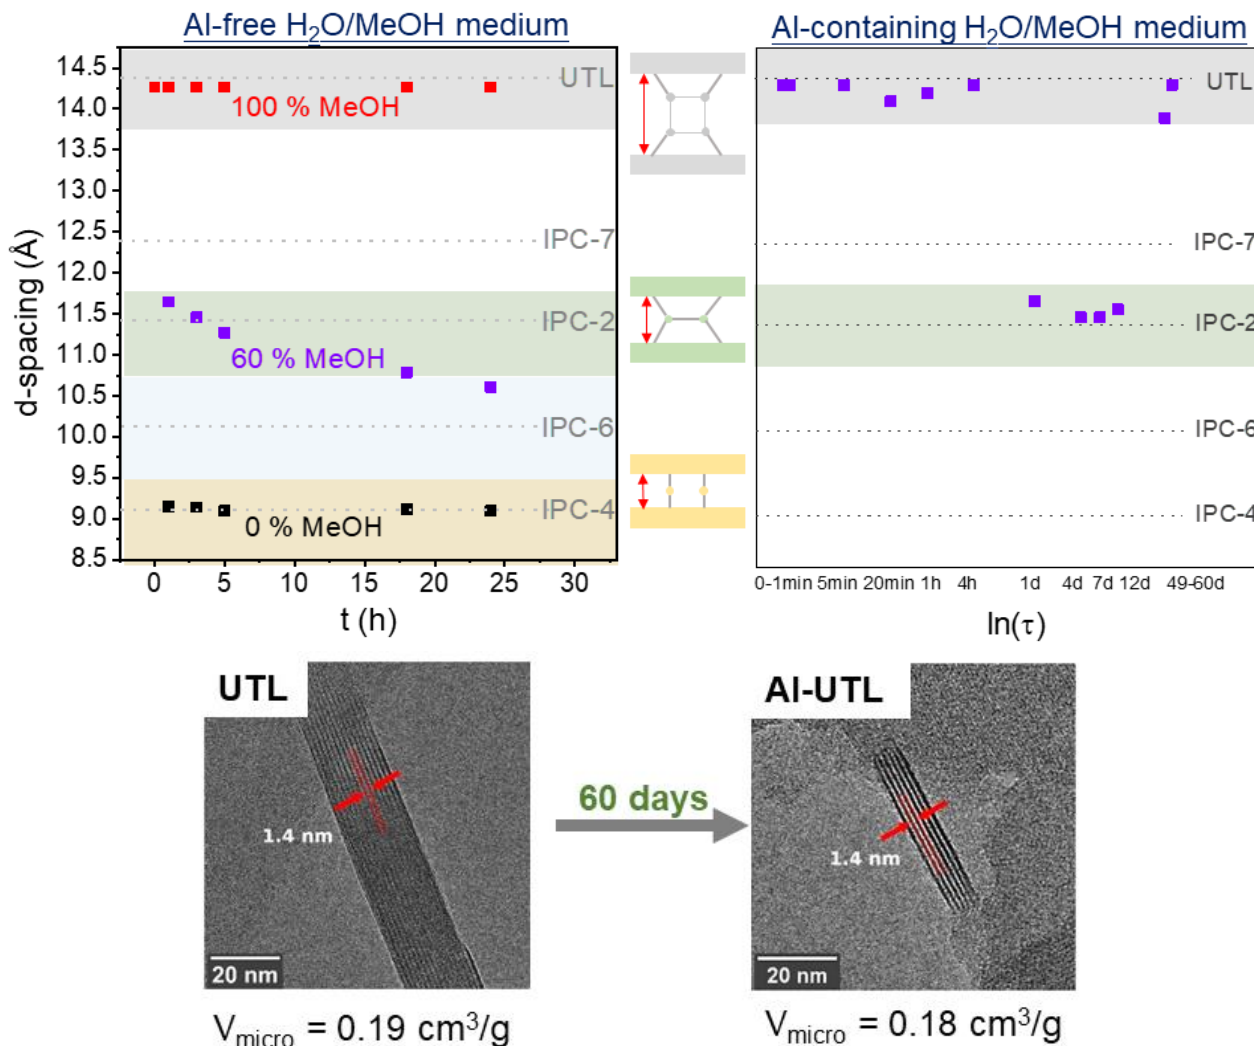 Al-free H₂O/MeOH medium
Al-containing H₂O/MeOH medium
d-spacing (Å)
14.5
14.0
13.5
13.0
12.5
12.0
11.5
11.0
10.5
10.0
9.5
9.0
8.5
UTL
100 % MeOH
IPC-7
IPC-2
60 % MeOH
IPC-6
IPC-4
0 % MeOH
0 5 10 15 20 25 30
t (h)
UTL
IPC-7
IPC-2
IPC-6
IPC-4
0-1min 5min 20min 1h 4h 1d 4d 7d 12d 49-60d
ln(τ)
UTL
1.4 nm
20 nm
60 days
Al-UTL
1.4 nm
20 nm
V_micro = 0.19 cm³/g
V_micro = 0.18 cm³/g